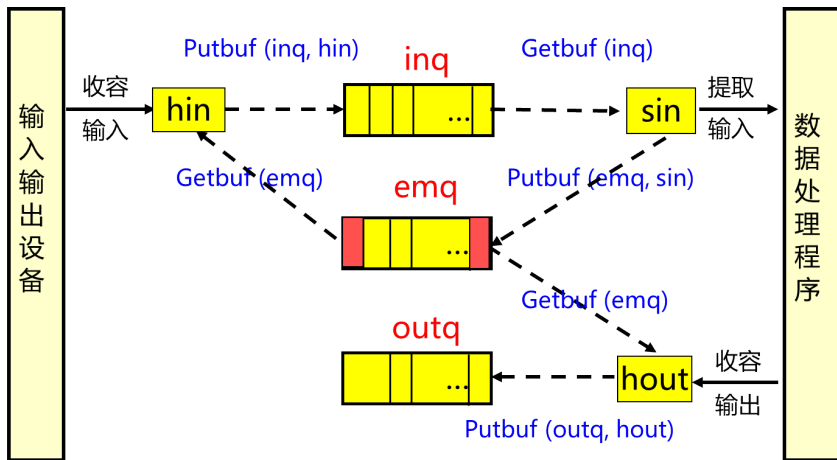 输入输出设备
收容
输入
hin
Putbuf (inq, hin)
inq
...
Getbuf (inq)
sin
提取
输入
数据处理程序
Getbuf (emq)
emq
...
Putbuf (emq, sin)
Getbuf (emq)
outq
...
hout
收容
输出
Putbuf (outq, hout)